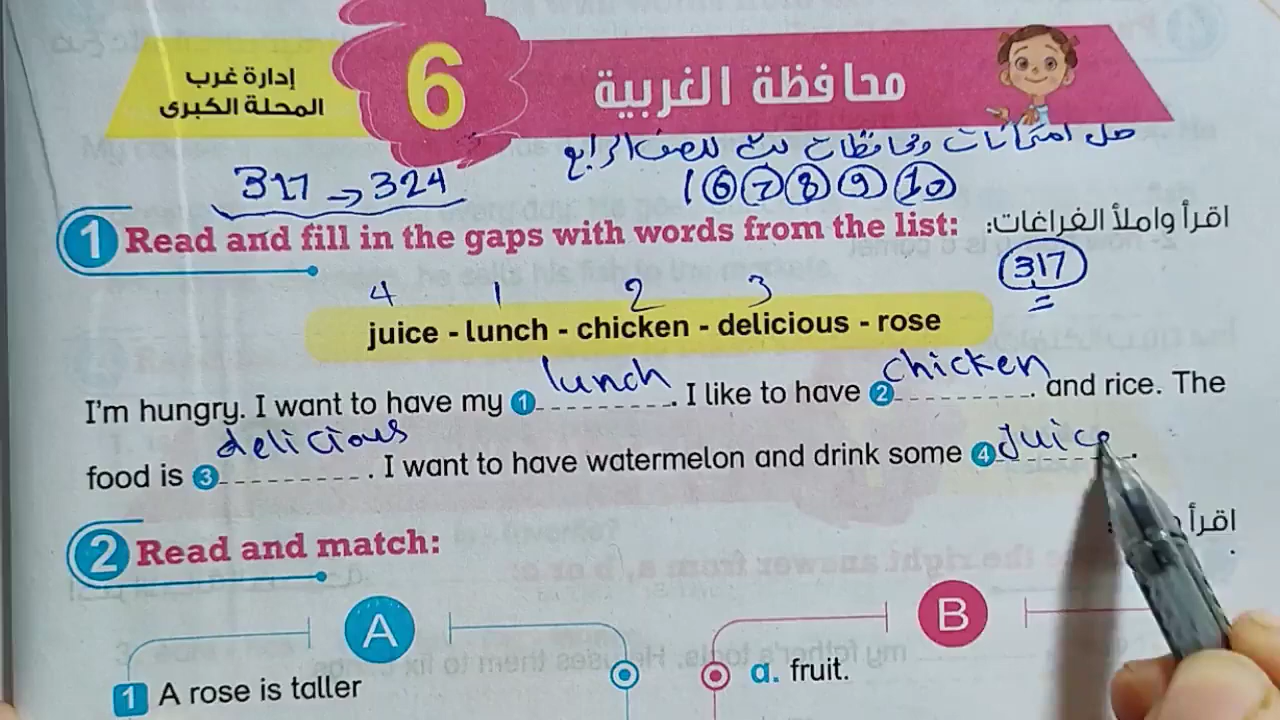 إدارة غرب
المحلة الكبرى
6
محافظة الغربية
حل امتحانات محافظات للصف الرابع
317 → 324
6 7 8 9 10
1 Read and fill in the gaps with words from the list:
اقرأ واملأ الفراغات:
317
4 1 2 3
juice - lunch - chicken - delicious - rose
lunch chicken
I'm hungry. I want to have my 1 ............ . I like to have 2 ............ . and rice. The
delicious juice
food is 3 ............ . I want to have watermelon and drink some 4 ............ .
2 Read and match:
اقرأ
A B
1 A rose is taller
a. fruit.